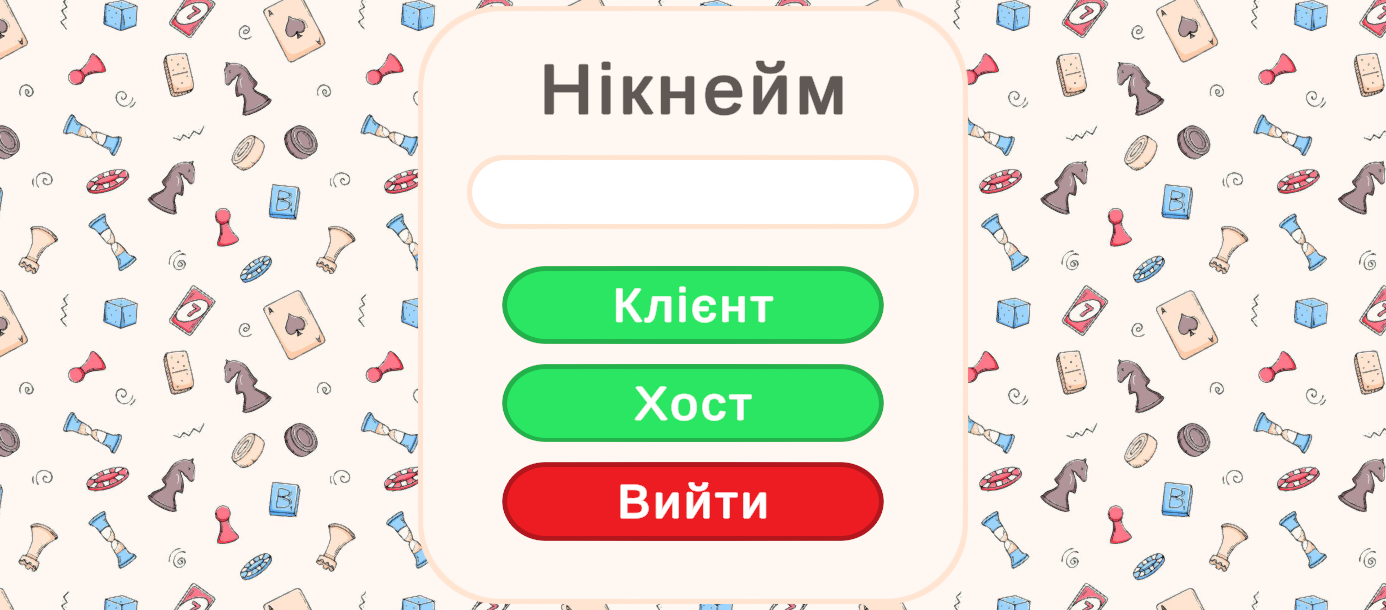 Нікнейм
Клієнт
Хост
Вийти